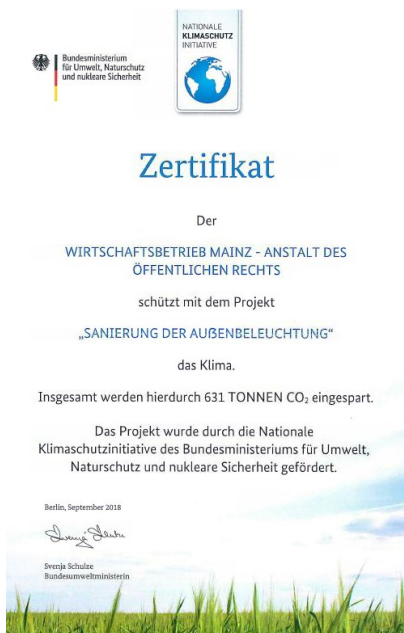 NATIONALE
KLIMASCHUTZ
INITIATIVE
Bundesministerium
für Umwelt, Naturschutz
und nukleare Sicherheit
Zertifikat
Der
WIRTSCHAFTSBETRIEB MAINZ - ANSTALT DES
ÖFFENTLICHEN RECHTS
schützt mit dem Projekt
„SANIERUNG DER AUßENBELEUCHTUNG“
das Klima.
Insgesamt werden hierdurch 631 TONNEN CO₂ eingespart.
Das Projekt wurde durch die Nationale
Klimaschutzinitiative des Bundesministeriums für Umwelt,
Naturschutz und nukleare Sicherheit gefördert.
Berlin, September 2018
Svenja Schulze
Svenja Schulze
Bundesumweltministerin